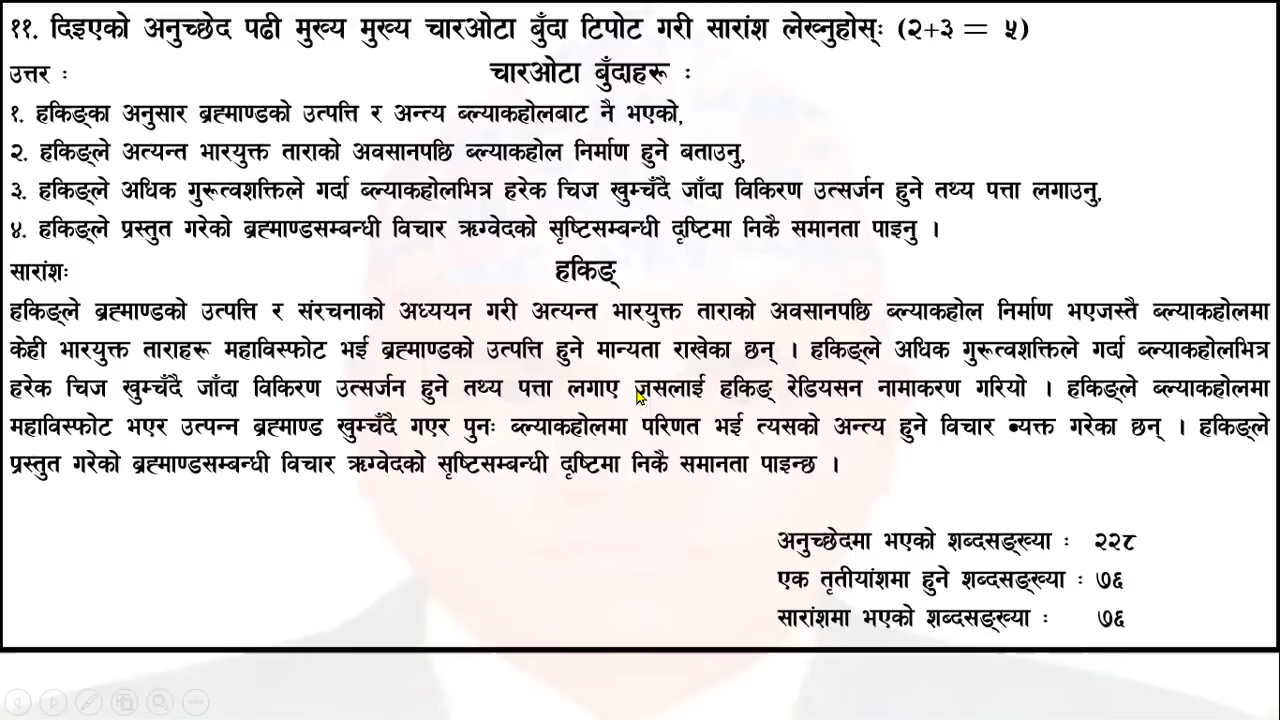 ११. दिइएको अनुच्छेद पढी मुख्य मुख्य चारओटा बुँदा टिपोट गरी सारांश लेख्नुहोस्ः (२+३ = ५)
उत्तर : चारओटा बुँदाहरू :
१. हकिङ्का अनुसार ब्रह्माण्डको उत्पत्ति र अन्त्य ब्ल्याकहोलबाट नै भएको,
२. हकिङ्ले अत्यन्त भारयुक्त ताराको अवसानपछि ब्ल्याकहोल निर्माण हुने बताउनु,
३. हकिङ्ले अधिक गुरूत्वशक्तिले गर्दा ब्ल्याकहोलभित्र हरेक चिज खुम्चँदै जाँदा विकिरण उत्सर्जन हुने तथ्य पत्ता लगाउनु,
४. हकिङ्ले प्रस्तुत गरेको ब्रह्माण्डसम्बन्धी विचार ऋग्वेदको सृष्टिसम्बन्धी दृष्टिमा निकै समानता पाइनु ।
सारांशः हकिङ्
हकिङ्ले ब्रह्माण्डको उत्पत्ति र संरचनाको अध्ययन गरी अत्यन्त भारयुक्त ताराको अवसानपछि ब्ल्याकहोल निर्माण भएजस्तै ब्ल्याकहोलमा
केही भारयुक्त ताराहरू महाविस्फोट भई ब्रह्माण्डको उत्पत्ति हुने मान्यता राखेका छन् । हकिङ्ले अधिक गुरूत्वशक्तिले गर्दा ब्ल्याकहोलभित्र
हरेक चिज खुम्चँदै जाँदा विकिरण उत्सर्जन हुने तथ्य पत्ता लगाए जसलाई हकिङ् रेडियसन नामाकरण गरियो । हकिङ्ले ब्ल्याकहोलमा
महाविस्फोट भएर उत्पन्न ब्रह्माण्ड खुम्चँदै गएर पुनः ब्ल्याकहोलमा परिणत भई त्यसको अन्त्य हुने विचार व्यक्त गरेका छन् । हकिङ्ले
प्रस्तुत गरेको ब्रह्माण्डसम्बन्धी विचार ऋग्वेदको सृष्टिसम्बन्धी दृष्टिमा निकै समानता पाइन्छ ।
अनुच्छेदमा भएको शब्दसङ्ख्या : २२८
एक तृतीयांशमा हुने शब्दसङ्ख्या : ७६
सारांशमा भएको शब्दसङ्ख्या : ७६